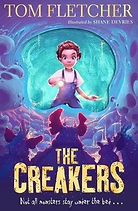 TOM FLETCHER
Illustrated by SHANE DEVRIES
THE
CREAKERS
Not all monsters stay under the bed...